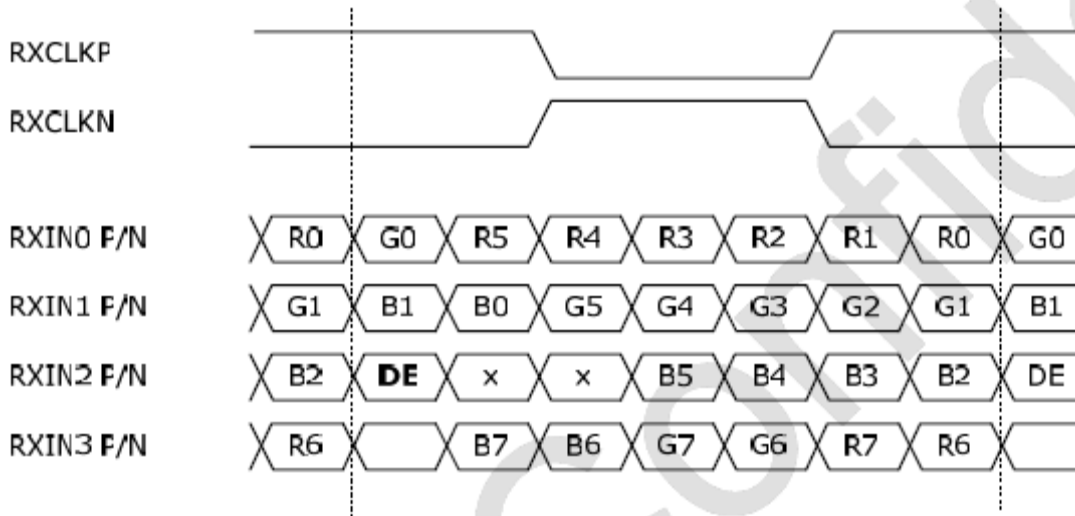 RXCLKP
RXCLKN
RXIN0 P/N R0 G0 R5 R4 R3 R2 R1 R0 G0
RXIN1 P/N G1 B1 B0 G5 G4 G3 G2 G1 B1
RXIN2 P/N B2 DE x x B5 B4 B3 B2 DE
RXIN3 P/N R6 B7 B6 G7 G6 R7 R6